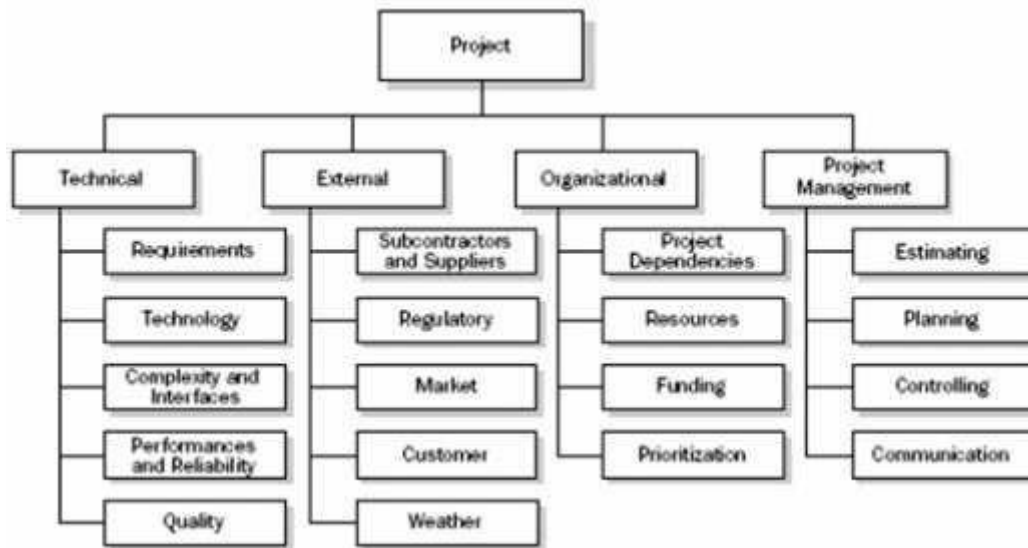 Project
Technical
External
Organizational
Project
Management
Requirements
Technology
Complexity and
Interfaces
Performances
and Reliability
Quality
Subcontractors
and Suppliers
Regulatory
Market
Customer
Weather
Project
Dependencies
Resources
Funding
Prioritization
Estimating
Planning
Controlling
Communication